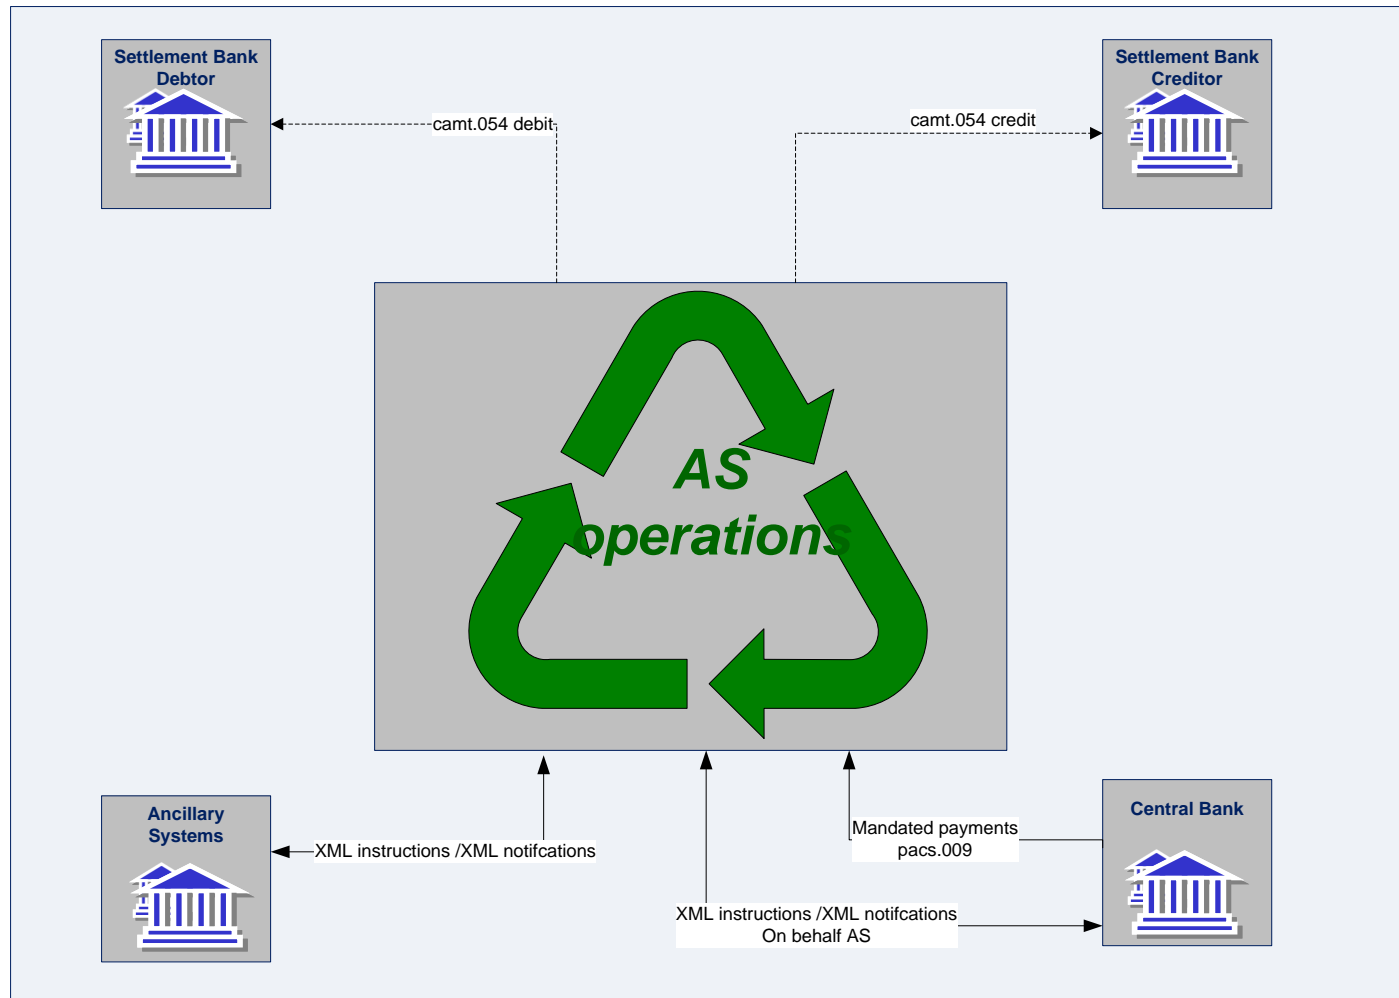 Settlement Bank
Debtor
Settlement Bank
Creditor
camt.054 debit
camt.054 credit
AS
operations
Ancillary
Systems
Central Bank
XML instructions /XML notifcations
Mandated payments
pacs.009
XML instructions /XML notifcations
On behalf AS